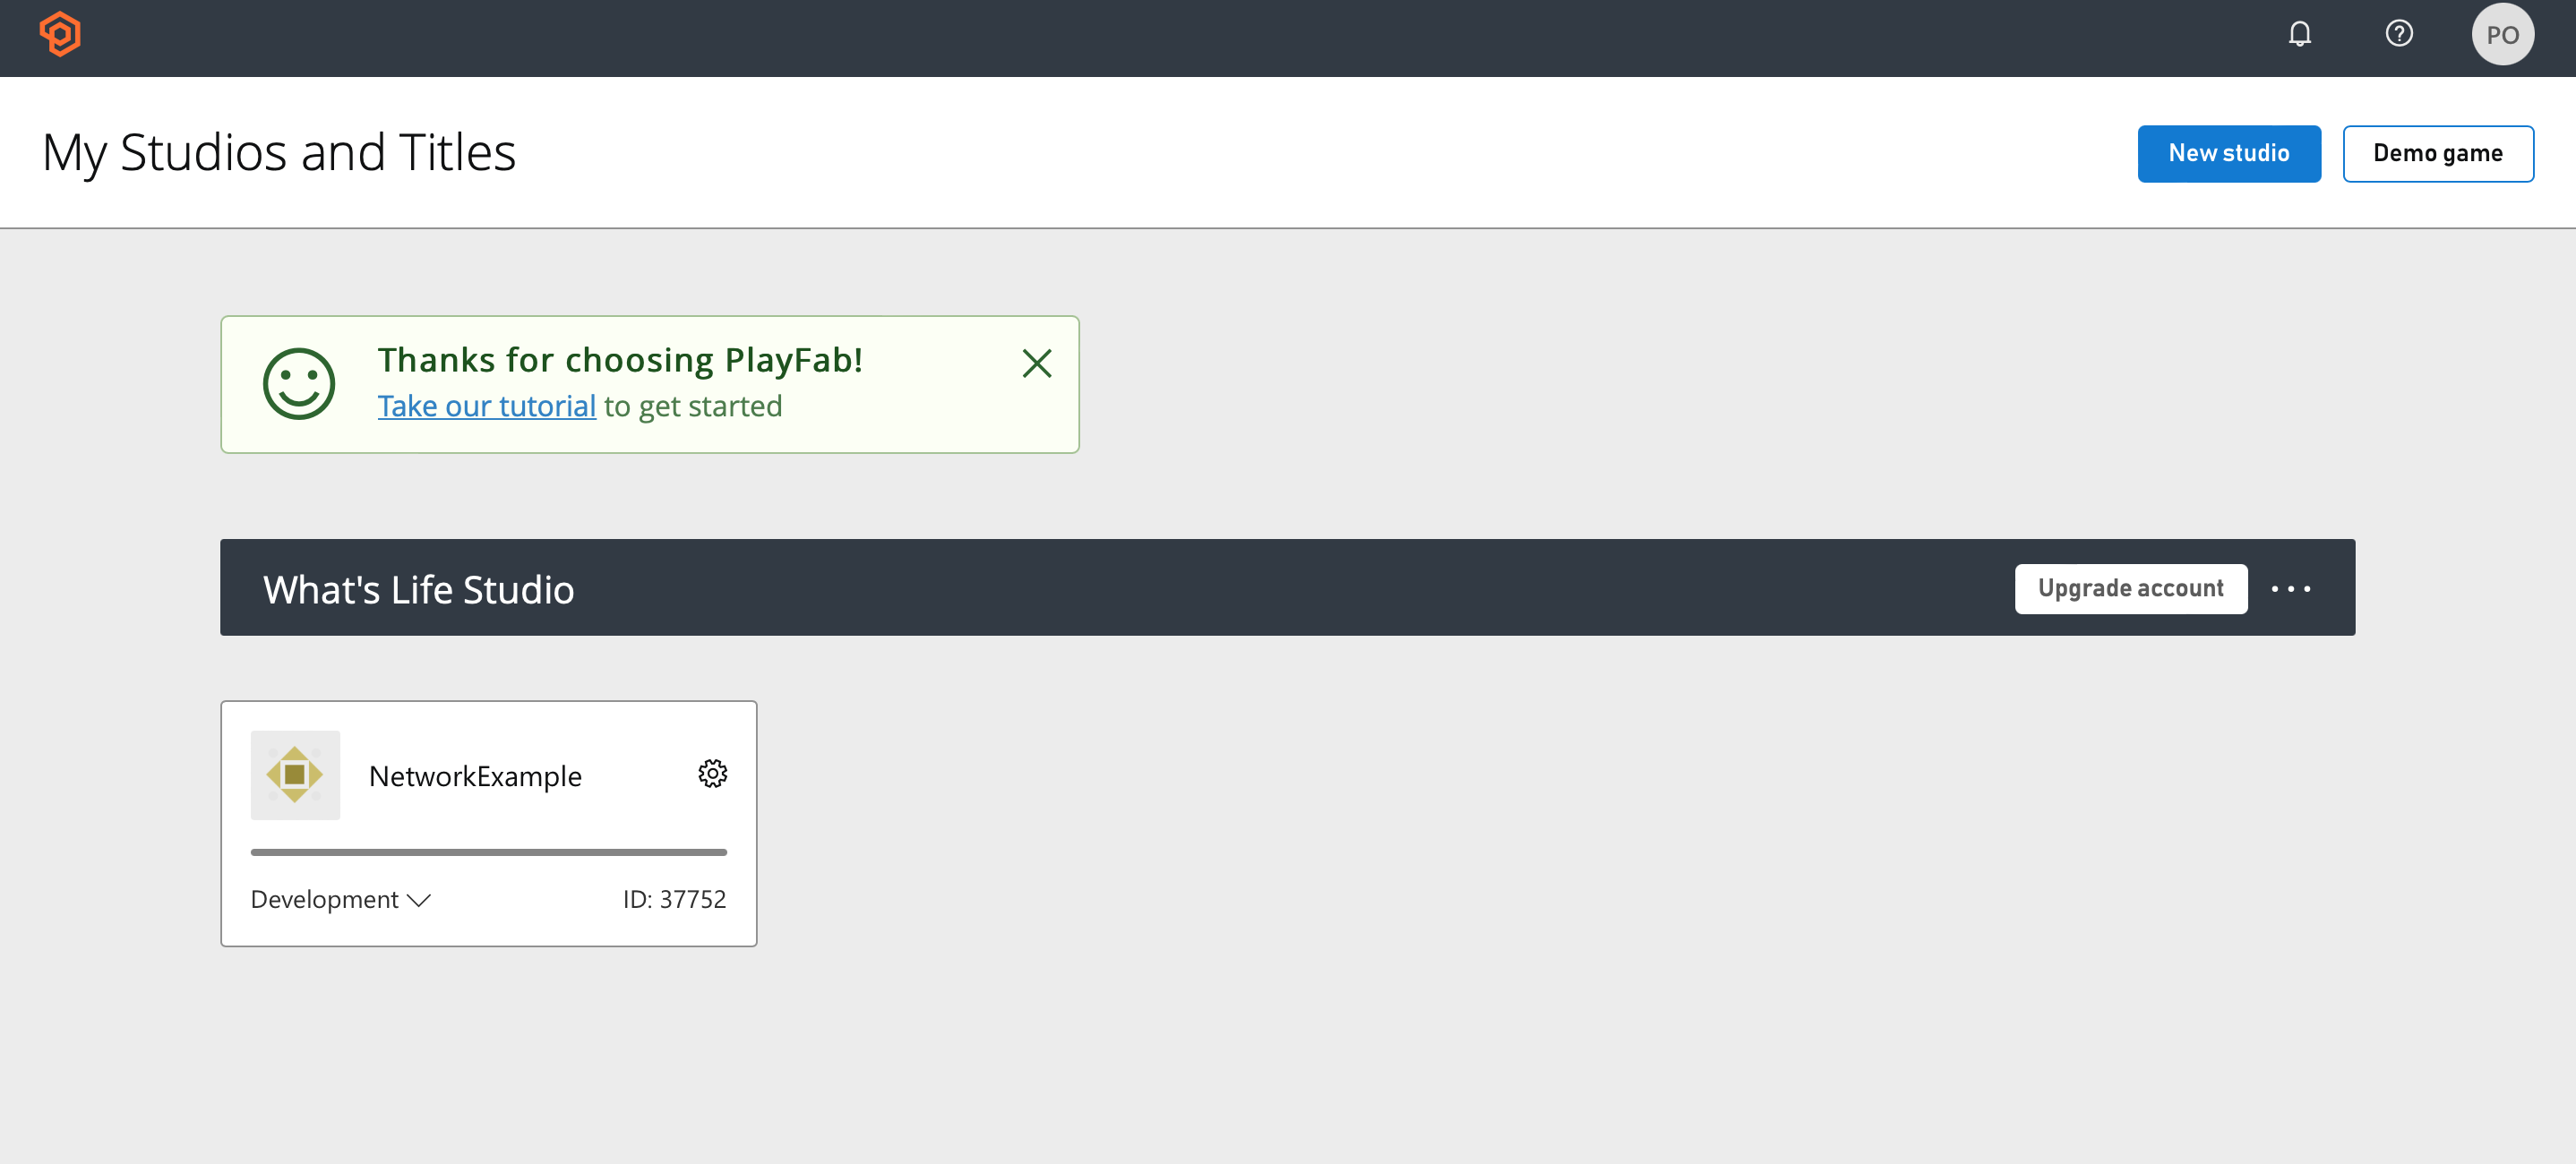 PO
My Studios and Titles
New studio
Demo game
Thanks for choosing PlayFab!
Take our tutorial to get started
What's Life Studio
Upgrade account
NetworkExample
Development
ID: 37752